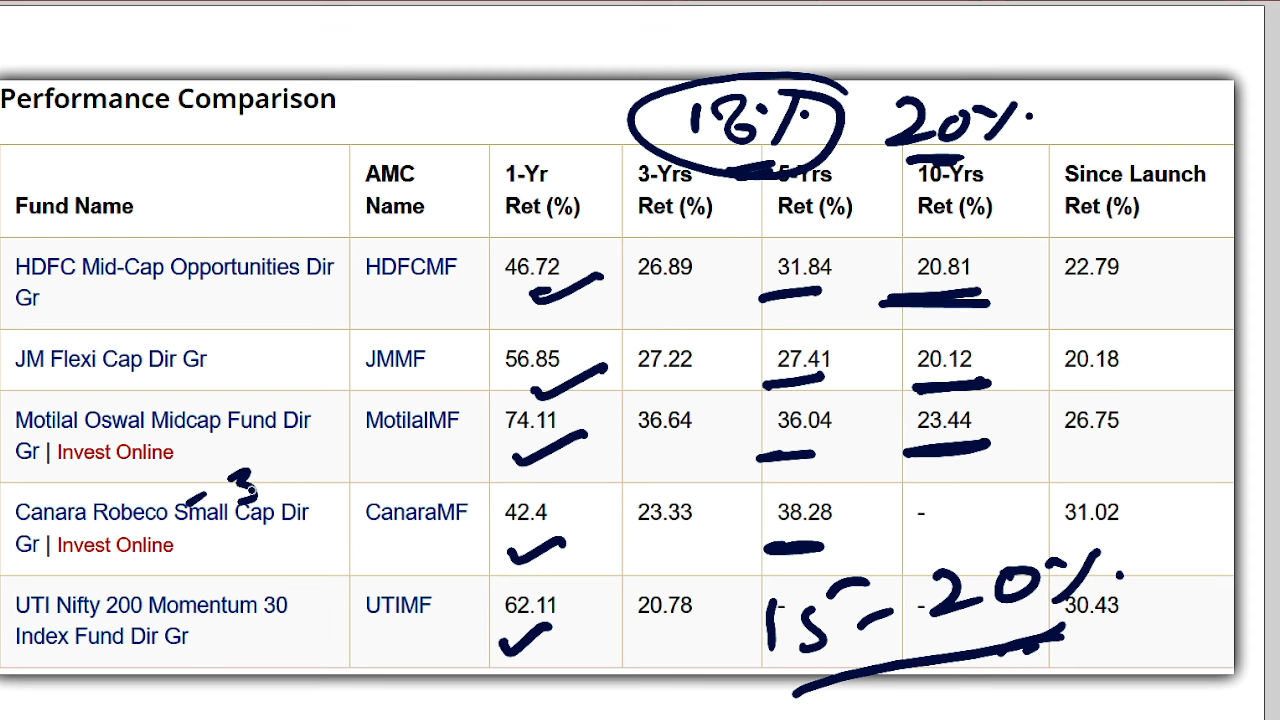 Performance Comparison
18%. 20%.
Fund Name AMC Name 1-Yr Ret (%) 3-Yrs Ret (%) 5-Yrs Ret (%) 10-Yrs Ret (%) Since Launch Ret (%)
HDFC Mid-Cap Opportunities Dir Gr HDFCMF 46.72 26.89 31.84 20.81 22.79
JM Flexi Cap Dir Gr JMMF 56.85 27.22 27.41 20.12 20.18
Motilal Oswal Midcap Fund Dir Gr | Invest Online MotilalMF 74.11 36.64 36.04 23.44 26.75
- 3
Canara Robeco Small Cap Dir Gr | Invest Online CanaraMF 42.4 23.33 38.28 - 31.02
UTI Nifty 200 Momentum 30 Index Fund Dir Gr UTIMF 62.11 20.78 - - 30.43
15 - 20%.